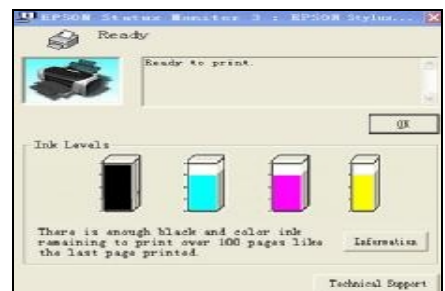 EPSON Status Monitor 3 : EPSON Stylus...
Ready
Ready to print.
OK
Ink Levels
There is enough black and color ink
remaining to print over 100 pages like
the last page printed.
Information
Technical Support